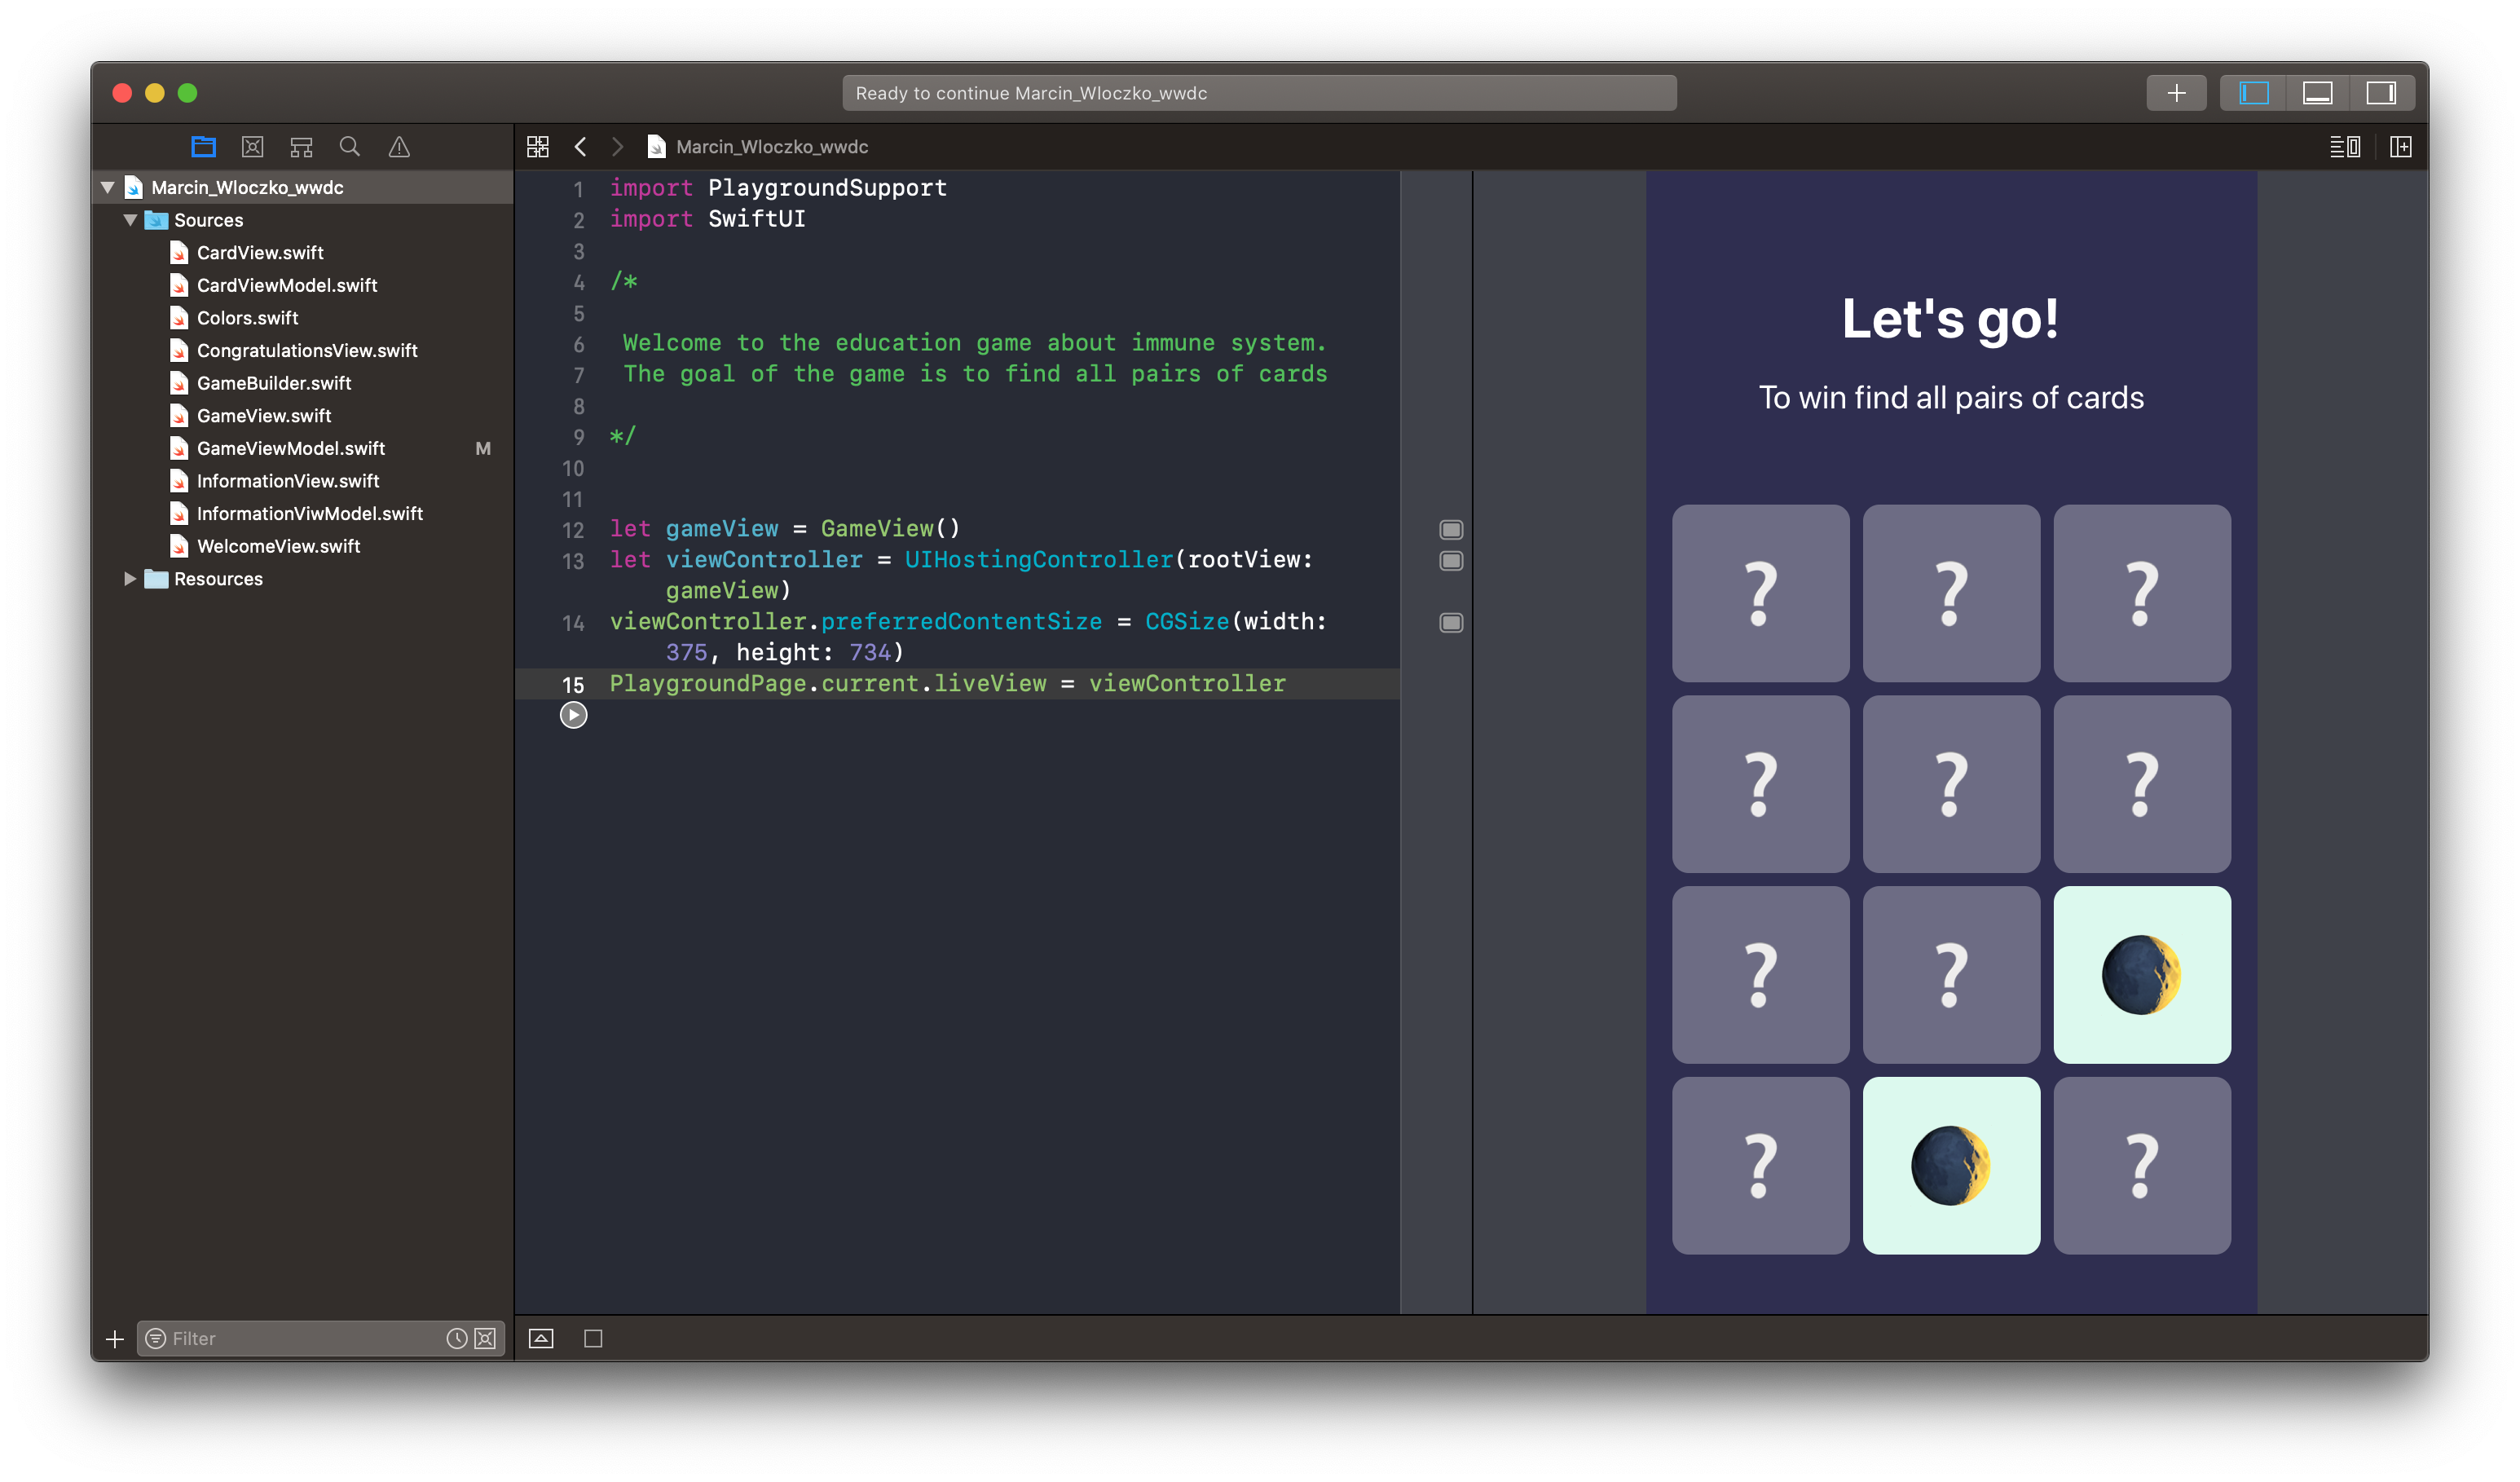 Ready to continue Marcin_Wloczko_wwdc
Marcin_Wloczko_wwdc
Marcin_Wloczko_wwdc
Sources
CardView.swift
CardViewModel.swift
Colors.swift
CongratulationsView.swift
GameBuilder.swift
GameView.swift
GameViewModel.swift M
InformationView.swift
InformationViwModel.swift
WelcomeView.swift
Resources
Filter
1 import PlaygroundSupport
2 import SwiftUI
3
4 /*
5
6 Welcome to the education game about immune system.
7 The goal of the game is to find all pairs of cards
8
9 */
10
11
12 let gameView = GameView()
13 let viewController = UIHostingController(rootView:
gameView)
14 viewController.preferredContentSize = CGSize(width:
375, height: 734)
15 PlaygroundPage.current.liveView = viewController
Let's go!
To win find all pairs of cards
? ? ?
? ? ?
? ?
? ?